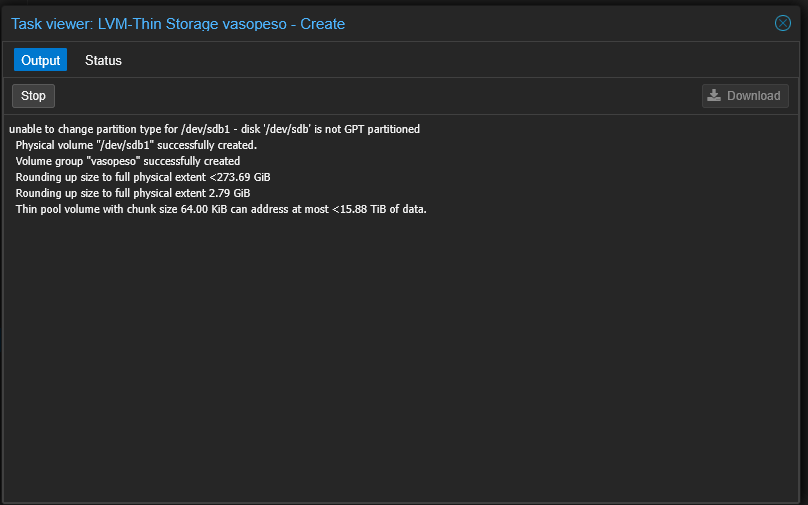 Task viewer: LVM-Thin Storage vasopeso - Create
Output Status
Stop Download
unable to change partition type for /dev/sdb1 - disk '/dev/sdb' is not GPT partitioned
Physical volume "/dev/sdb1" successfully created.
Volume group "vasopeso" successfully created
Rounding up size to full physical extent <273.69 GiB
Rounding up size to full physical extent 2.79 GiB
Thin pool volume with chunk size 64.00 KiB can address at most <15.88 TiB of data.